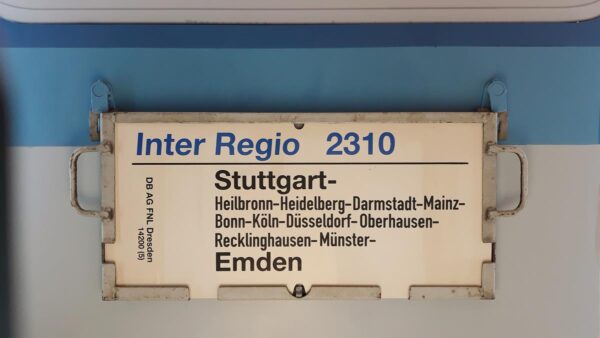 Inter Regio 2310
Stuttgart-
Heilbronn-Heidelberg-Darmstadt-Mainz-
Bonn-Köln-Düsseldorf-Oberhausen-
Recklinghausen-Münster-
Emden
DB AG FNL Dresden
14200 (5)